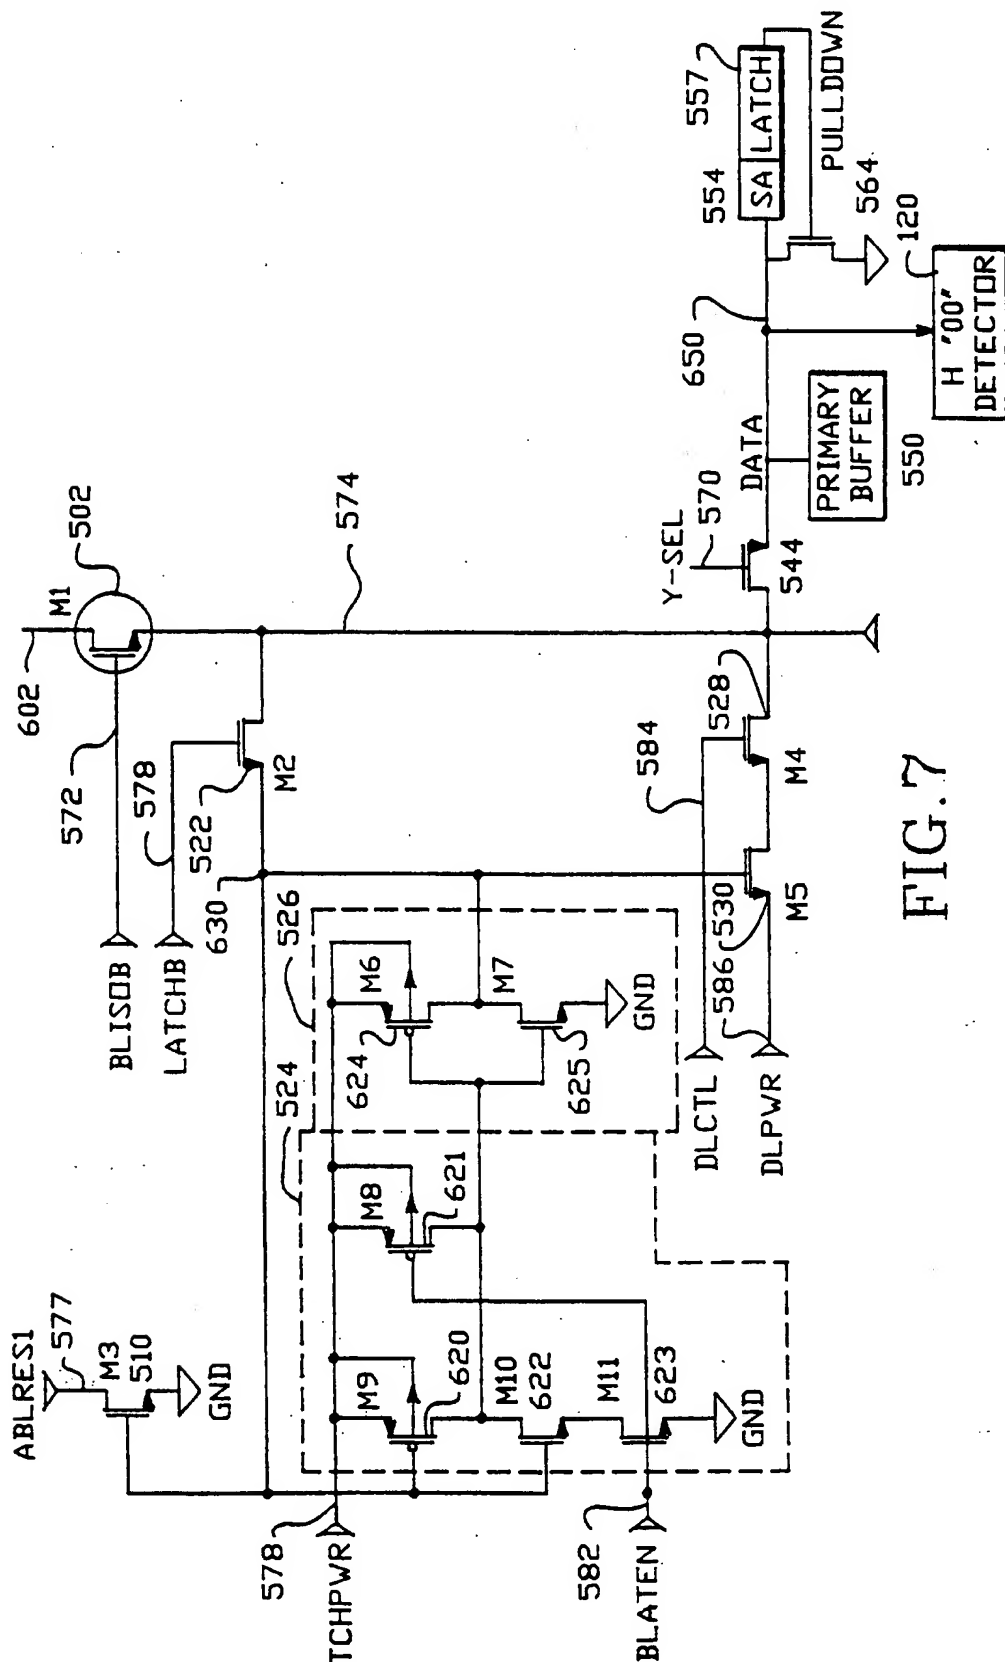 ABLRES1
577
M3
510
GND
BLISOB
572
LATCHB
578
602
M1
502
522
M2
630
574
524
526
TCHPWR
578
M9
620
M8
621
M6
624
M7
625
GND
M10
622
M11
623
GND
BLATEN
582
DLCTL
584
DLPWR
586
530
M5
528
M4
Y-SEL
570
544
DATA
650
PRIMARY
BUFFER
550
554
557
SA
LATCH
PULLDOWN
564
120
H '00"
DETECTOR
FIG.7